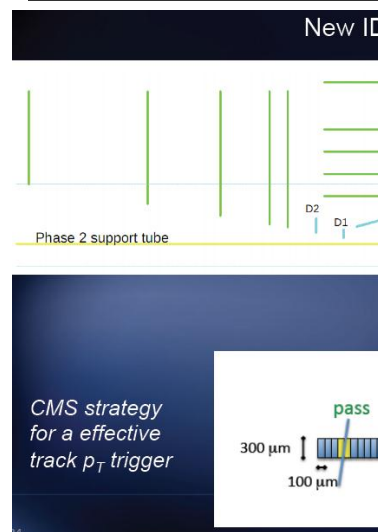 New ID
D2
D1
Phase 2 support tube
CMS strategy
for a effective
track pT trigger
pass
300 μm
100 μm